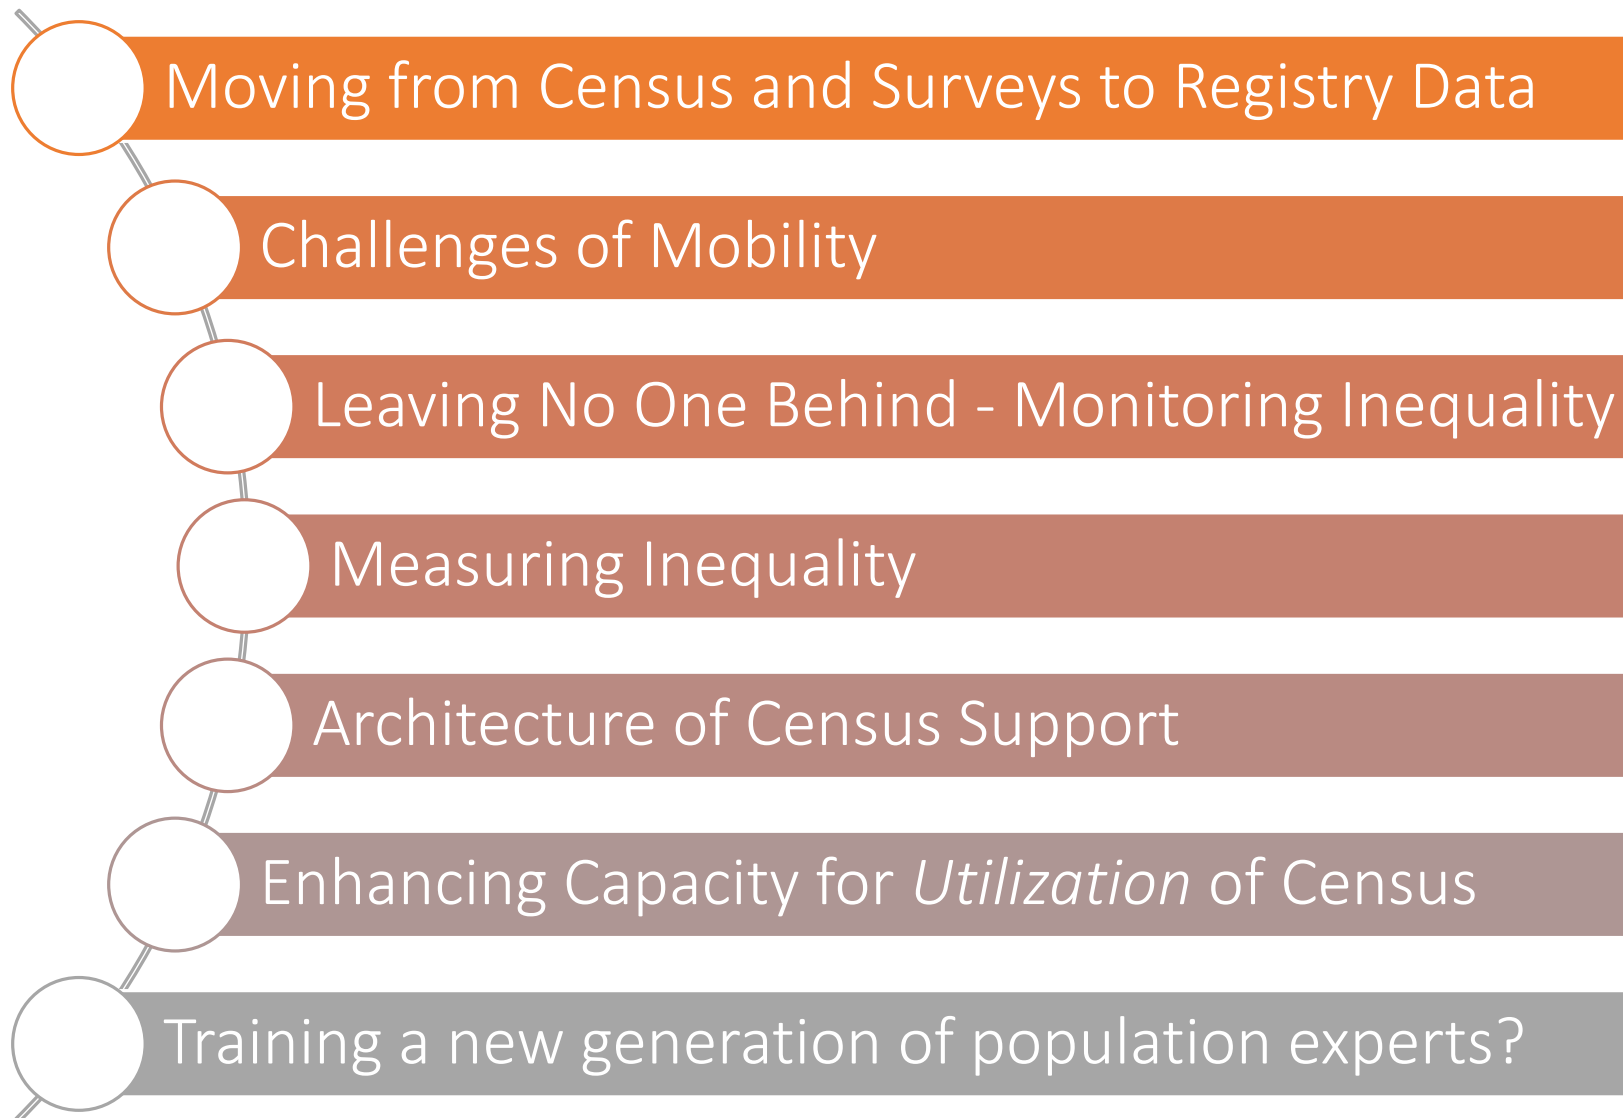 Moving from Census and Surveys to Registry Data
Challenges of Mobility
Leaving No One Behind - Monitoring Inequality
Measuring Inequality
Architecture of Census Support
Enhancing Capacity for Utilization of Census
Training a new generation of population experts?